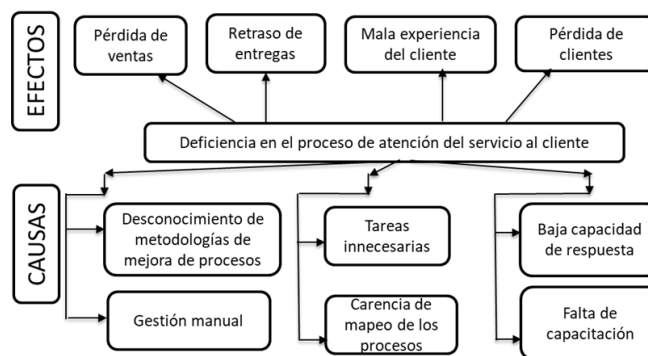 EFECTOS
Pérdida de
ventas
Retraso de
entregas
Mala experiencia
del cliente
Pérdida de
clientes
Deficiencia en el proceso de atención del servicio al cliente
CAUSAS
Desconocimiento de
metodologías de
mejora de procesos
Tareas
innecesarias
Baja capacidad
de respuesta
Gestión manual
Carencia de
mapeo de los
procesos
Falta de
capacitación